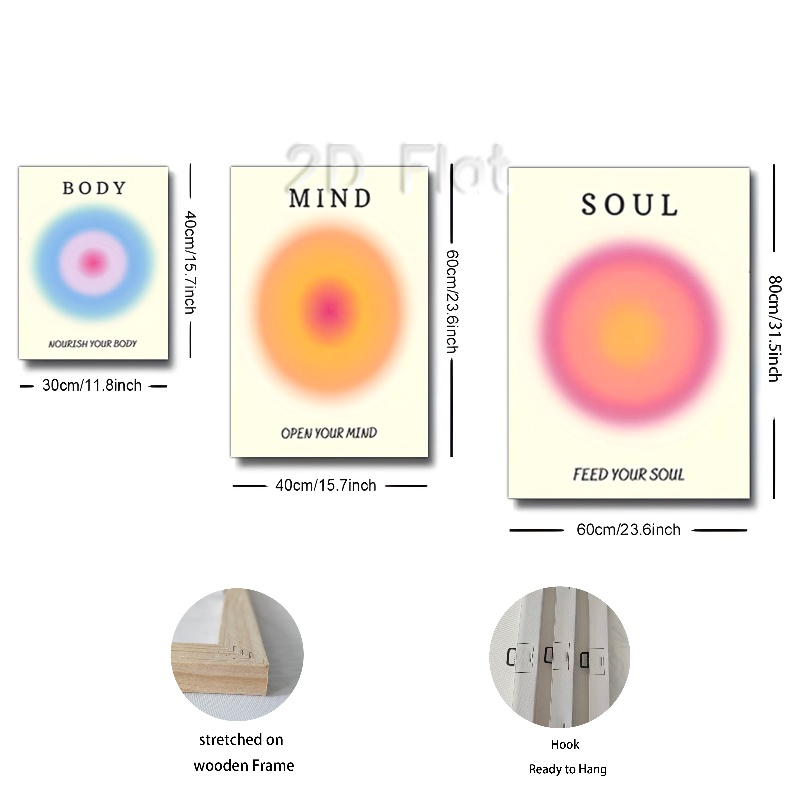 2D Flat
BODY
NOURISH YOUR BODY
40cm/15.7inch
30cm/11.8inch
MIND
OPEN YOUR MIND
60cm/23.6inch
40cm/15.7inch
SOUL
FEED YOUR SOUL
80cm/31.5inch
60cm/23.6inch
stretched on
wooden Frame
Hook
Ready to Hang